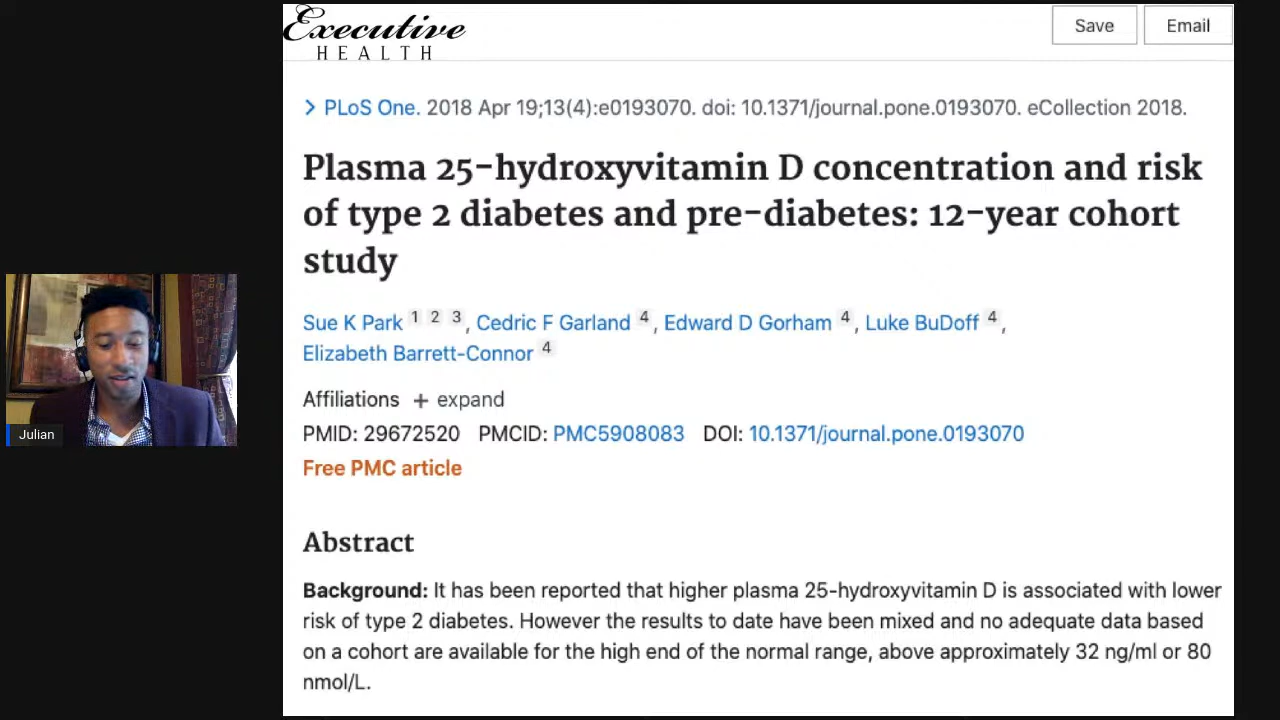 Executive
HEALTH
Save Email
PLoS One. 2018 Apr 19;13(4):e0193070. doi: 10.1371/journal.pone.0193070. eCollection 2018.
Plasma 25-hydroxyvitamin D concentration and risk
of type 2 diabetes and pre-diabetes: 12-year cohort
study
Sue K Park 1 2 3, Cedric F Garland 4, Edward D Gorham 4, Luke BuDoff 4,
Elizabeth Barrett-Connor 4
Affiliations + expand
PMID: 29672520 PMCID: PMC5908083 DOI: 10.1371/journal.pone.0193070
Free PMC article
Abstract
Background: It has been reported that higher plasma 25-hydroxyvitamin D is associated with lower
risk of type 2 diabetes. However the results to date have been mixed and no adequate data based
on a cohort are available for the high end of the normal range, above approximately 32 ng/ml or 80
nmol/L.
Julian